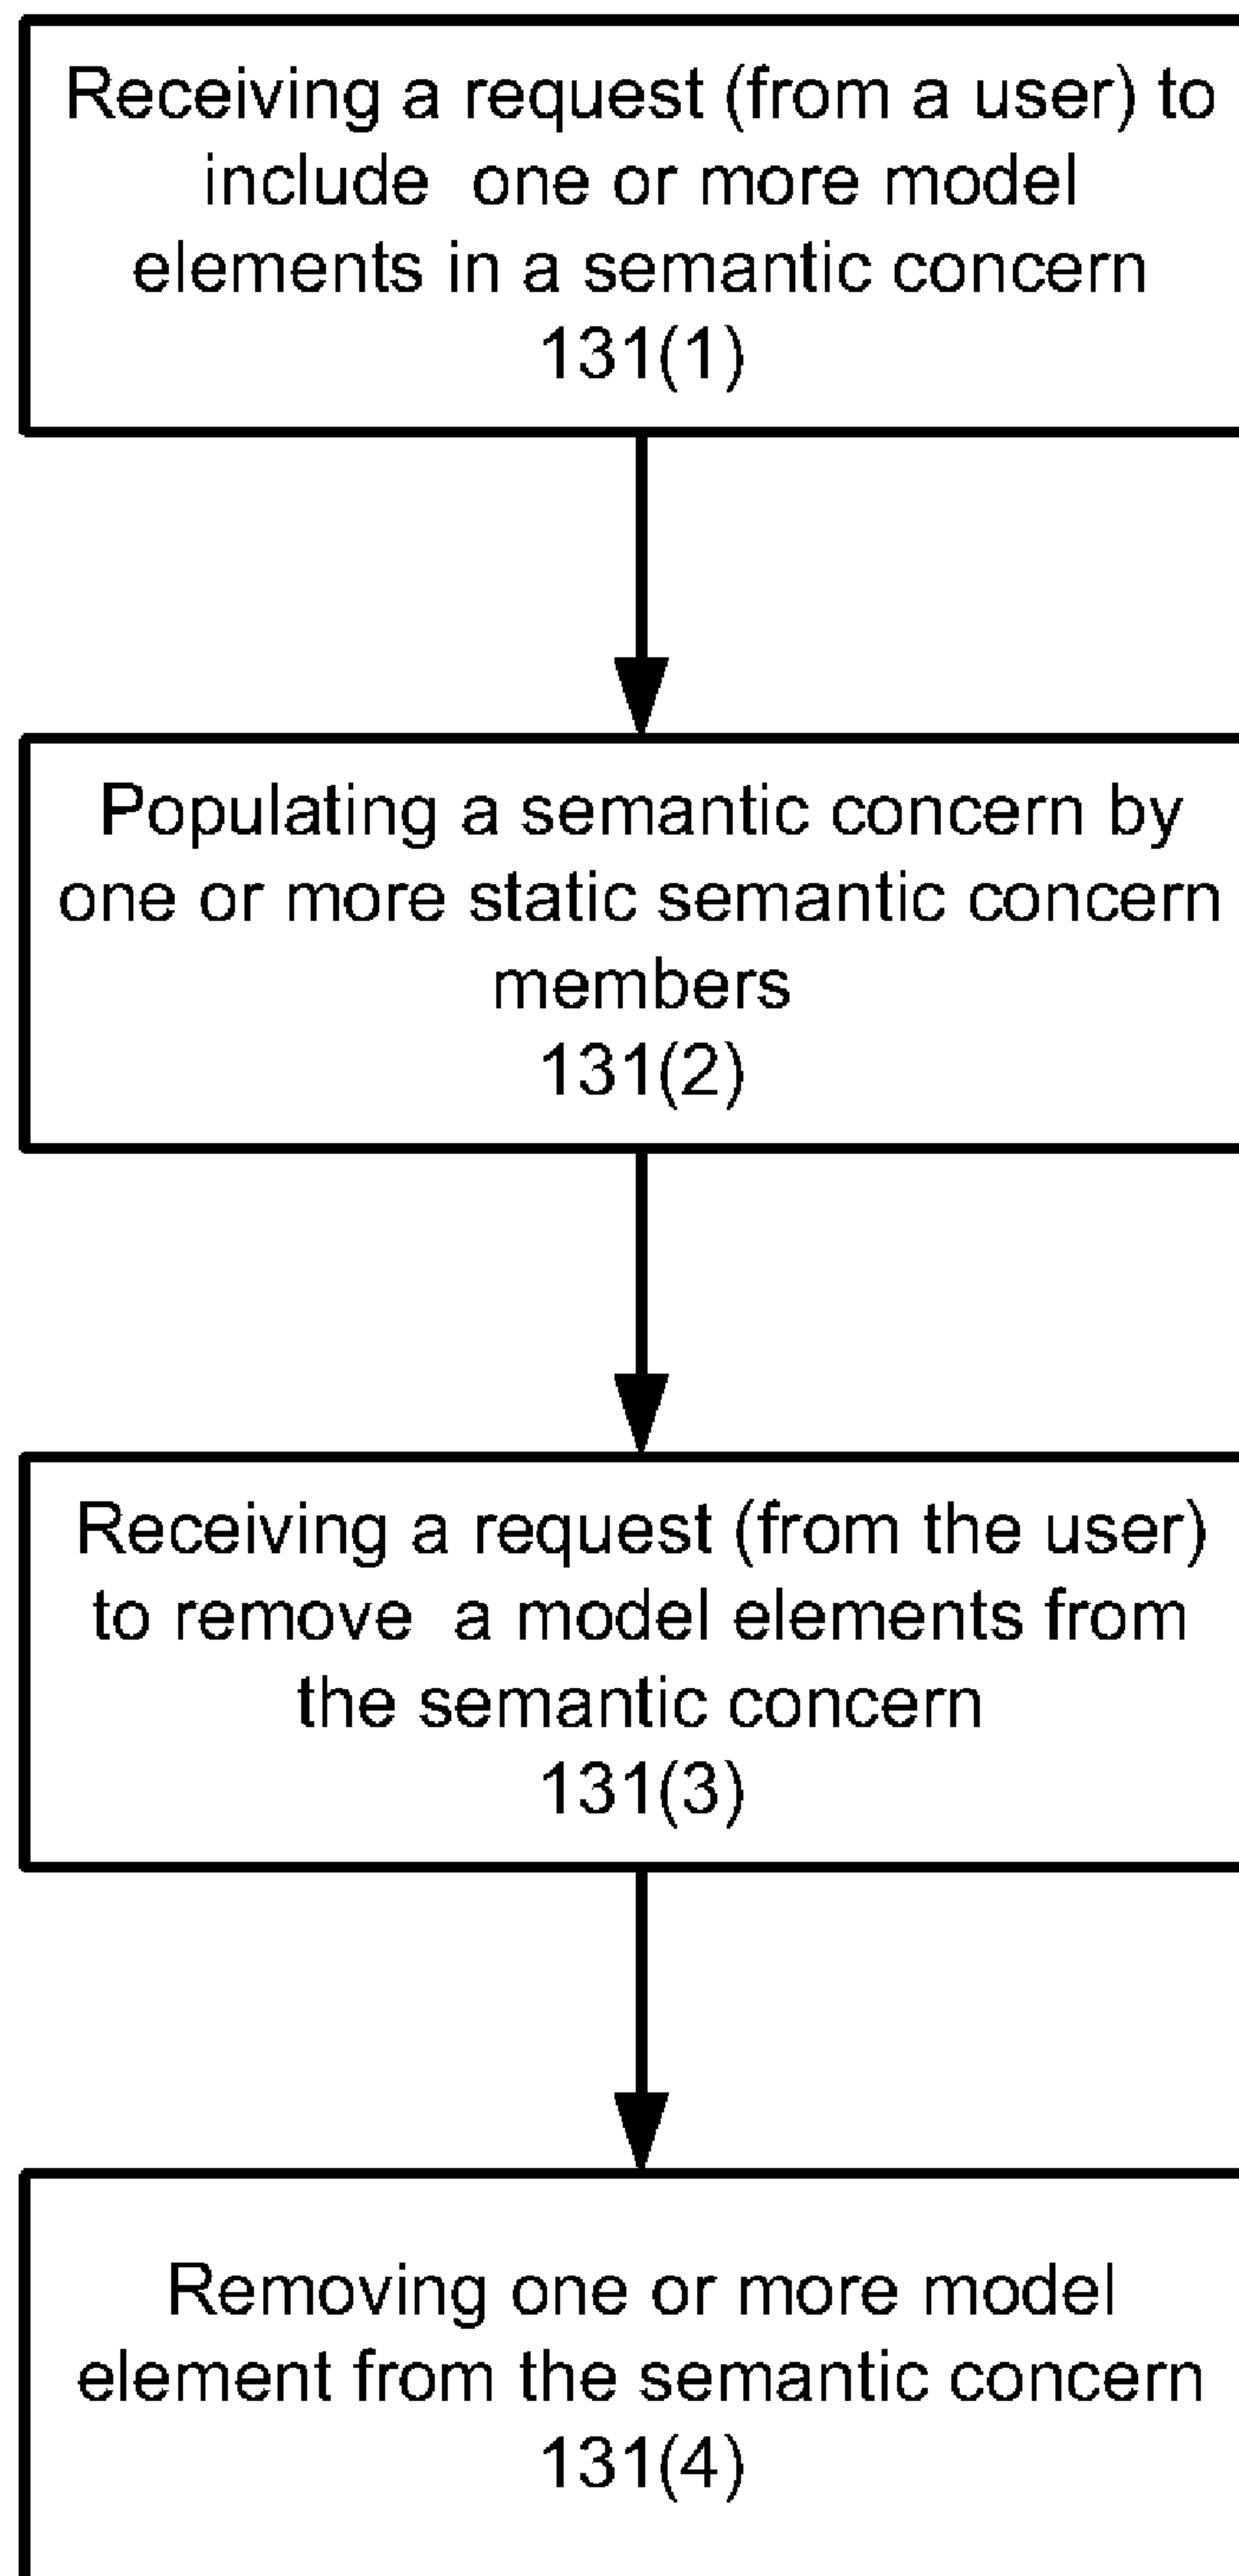 Receiving a request (from a user) to
include one or more model
elements in a semantic concern
131(1)
Populating a semantic concern by
one or more static semantic concern
members
131(2)
Receiving a request (from the user)
to remove a model elements from
the semantic concern
131(3)
Removing one or more model
element from the semantic concern
131(4)